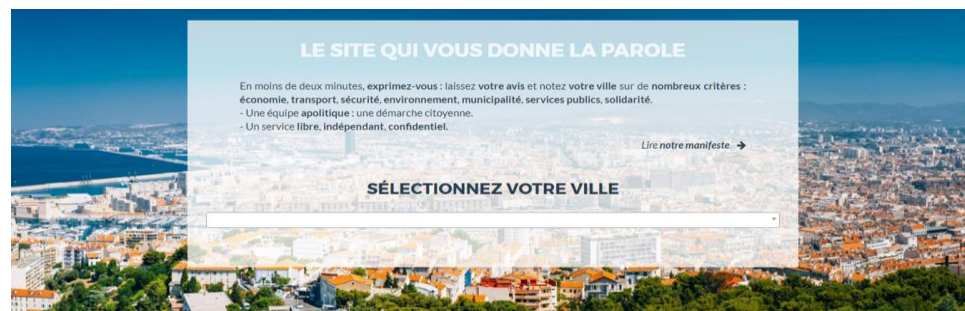 LE SITE QUI VOUS DONNE LA PAROLE
En moins de deux minutes, exprimez-vous : laissez votre avis et notez votre ville sur de nombreux critères :
économie, transport, sécurité, environnement, municipalité, services publics, solidarité.
- Une équipe apolitique : une démarche citoyenne.
- Un service libre, indépendant, confidentiel.
Lire notre manifeste →
SÉLECTIONNEZ VOTRE VILLE